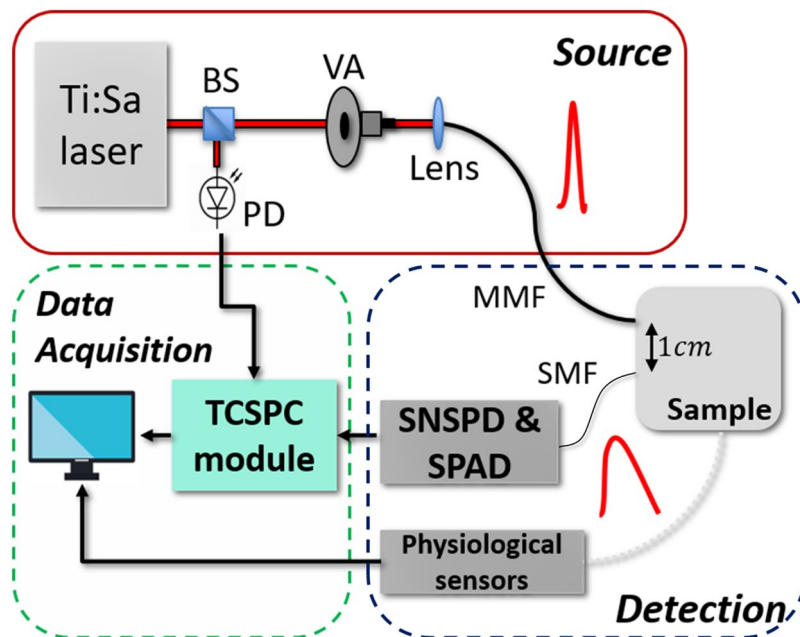 Source
Ti:Sa
laser
BS
VA
Lens
PD
MMF
Data
Acquisition
1cm
SMF
Sample
TCSPC
module
SNSPD &
SPAD
Physiological
sensors
Detection